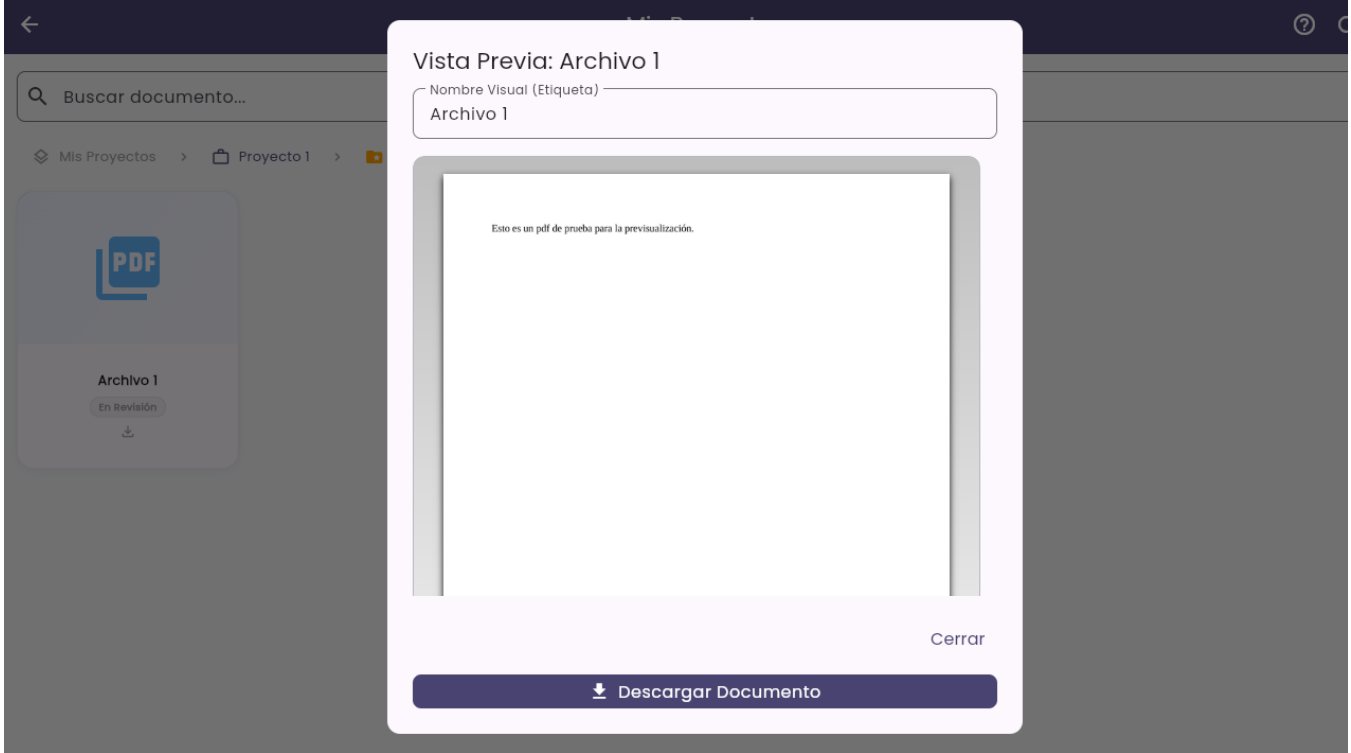 Vista Previa: Archivo 1
Nombre Visual (Etiqueta)
Archivo 1
Buscar documento...
Mis Proyectos > Proyecto 1 >
PDF
Archivo 1
En Revisión
Esto es un pdf de prueba para la previsualización.
Cerrar
Descargar Documento